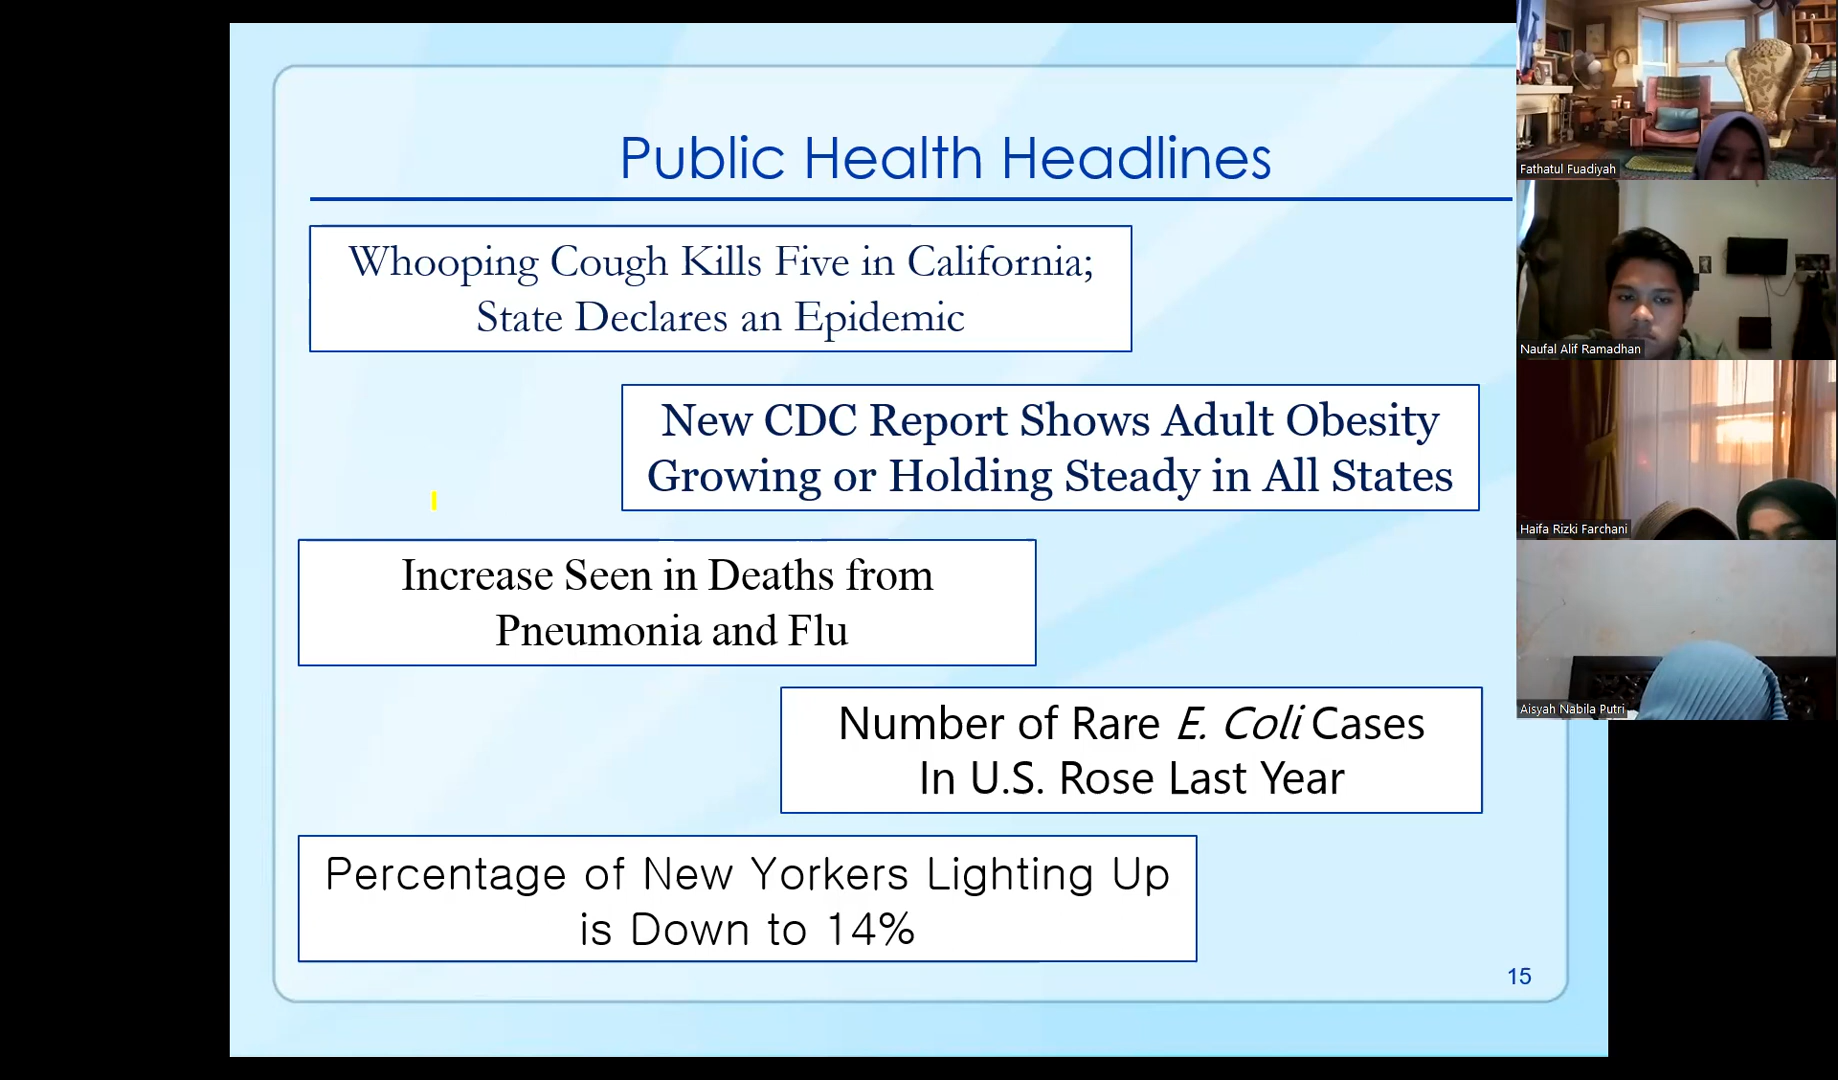 Public Health Headlines
Whooping Cough Kills Five in California;
State Declares an Epidemic
New CDC Report Shows Adult Obesity
Growing or Holding Steady in All States
Increase Seen in Deaths from
Pneumonia and Flu
Number of Rare E. Coli Cases
In U.S. Rose Last Year
Percentage of New Yorkers Lighting Up
is Down to 14%
15
Fathatul Fuadiyah
Naufal Alif Ramadhan
Haifa Rizki Farchani
Aisyah Nabila Putri